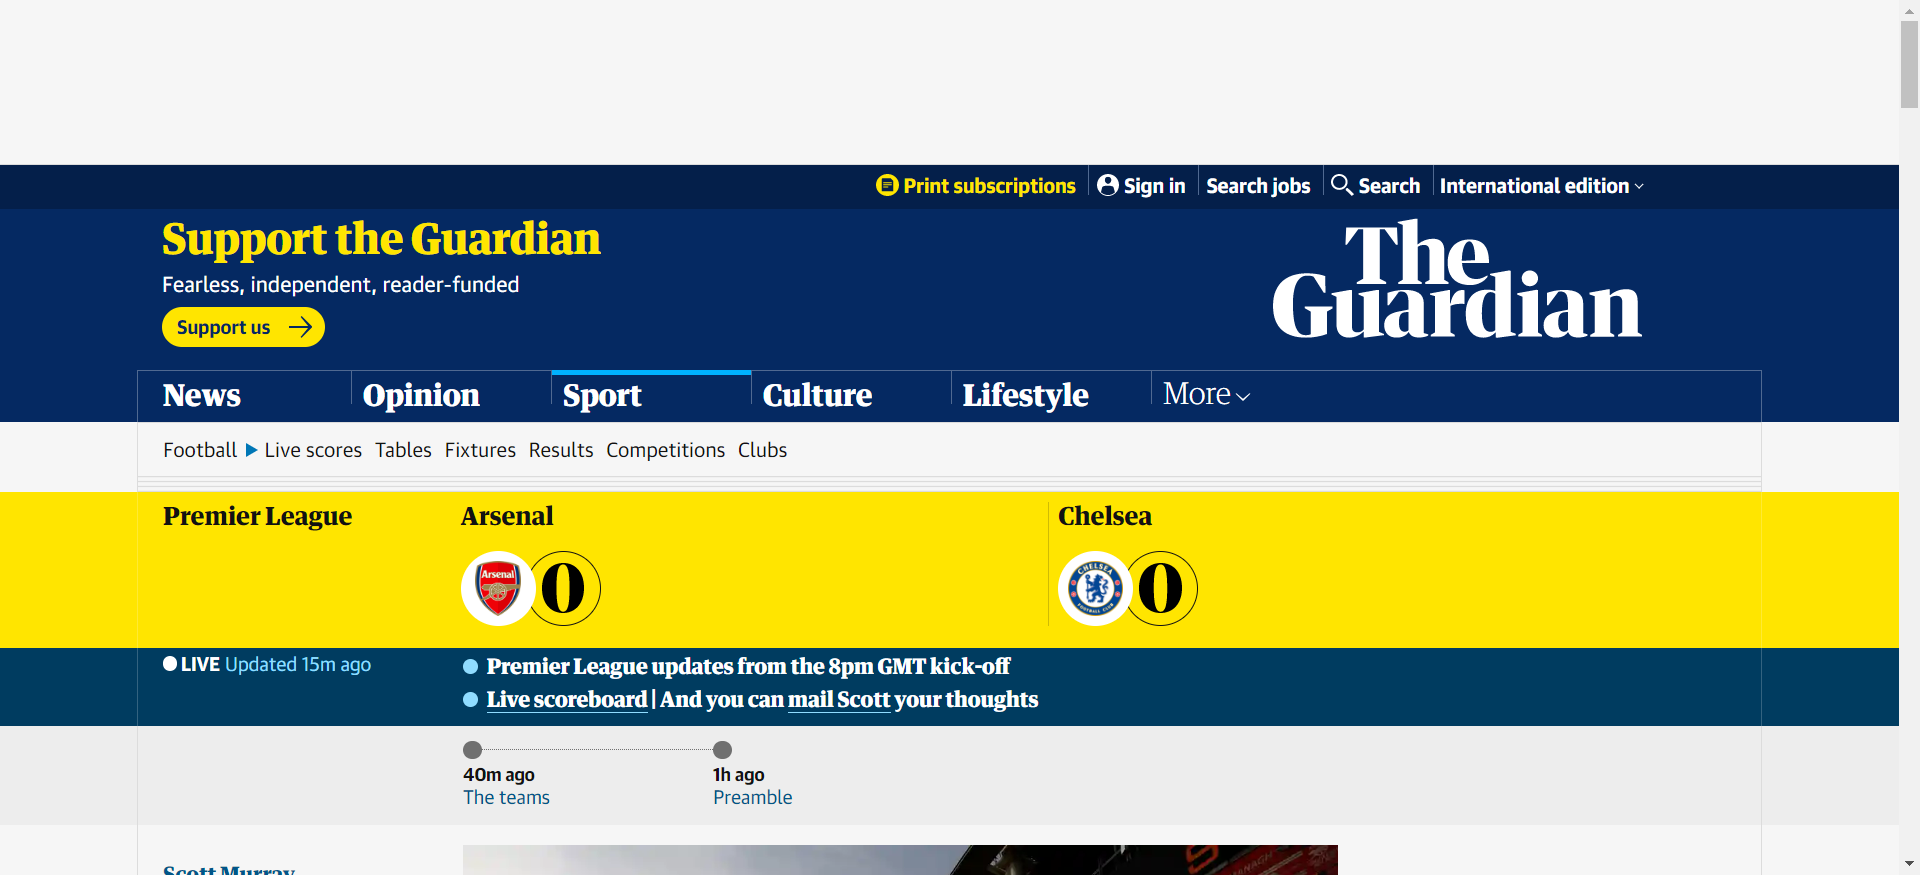 Print subscriptions Sign in Search jobs Search International edition
Support the Guardian
Fearless, independent, reader-funded
Support us
The
Guardian
News Opinion Sport Culture Lifestyle More
Football Live scores Tables Fixtures Results Competitions Clubs
Premier League Arsenal Chelsea
Arsenal 0 CHELSEA FOOTBALL CLUB 0
LIVE Updated 15m ago
Premier League updates from the 8pm GMT kick-off
Live scoreboard | And you can mail Scott your thoughts
40m ago 1h ago
The teams Preamble
Scott Murray